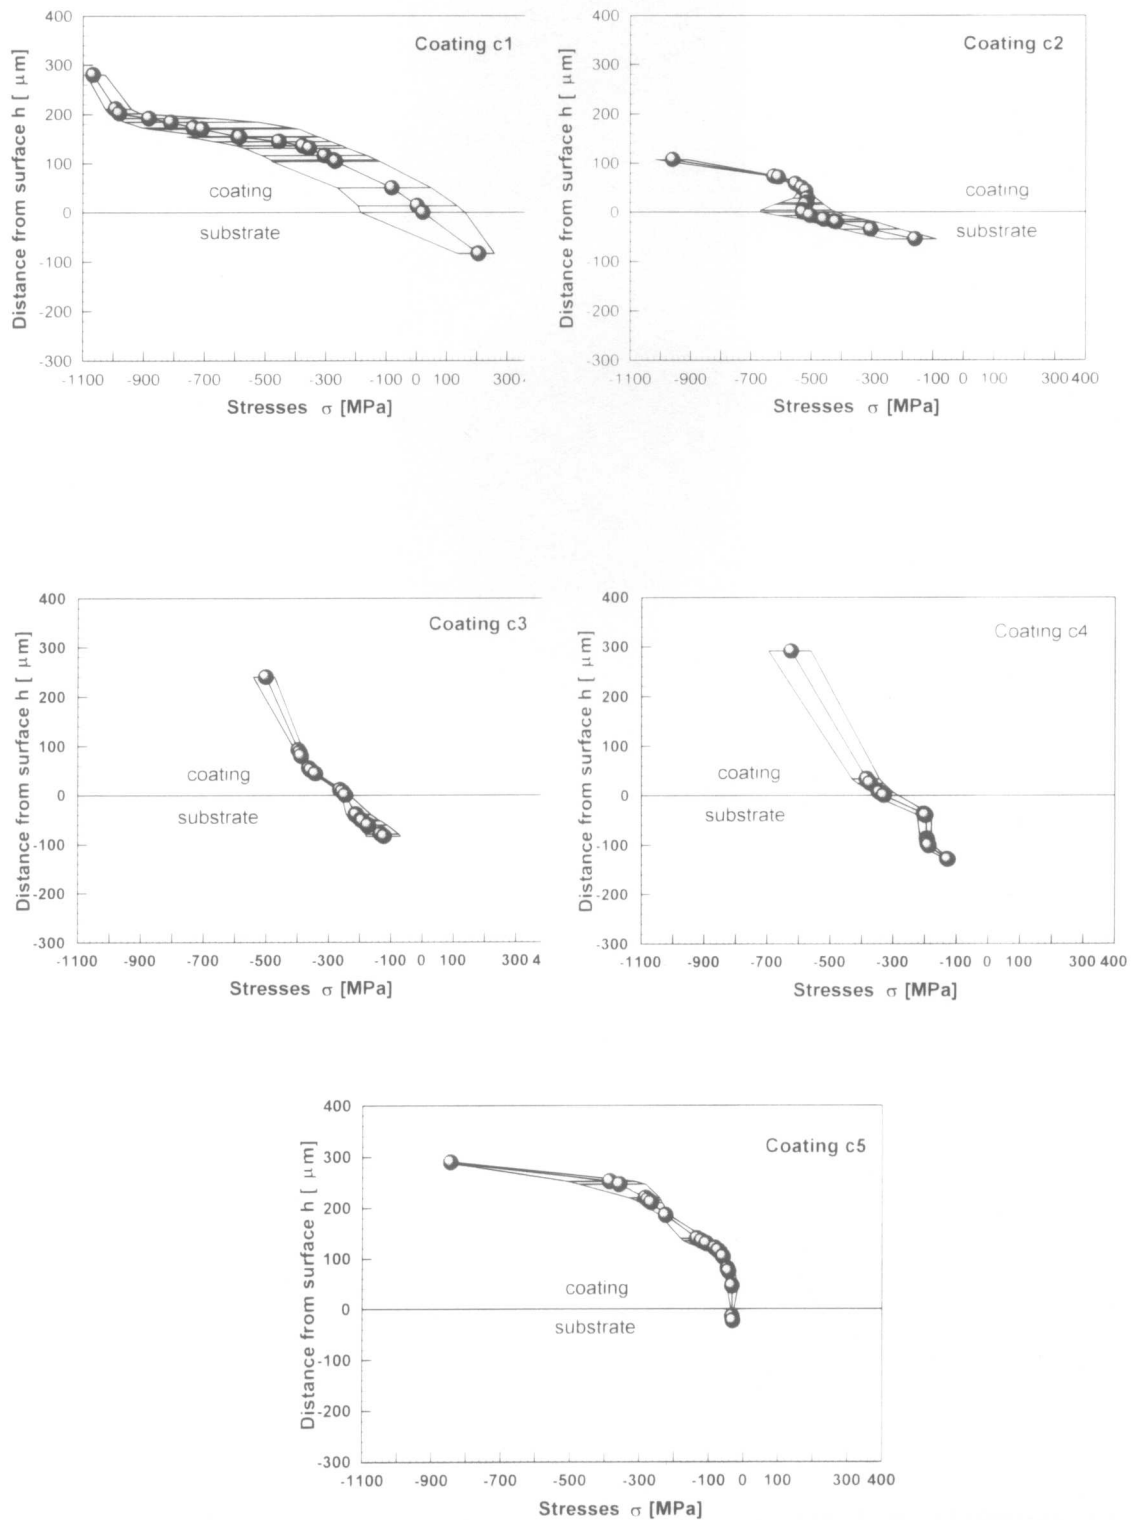 400
300
200
100
0
-100
-200
-300
Distance from surface h [ μm]
Coating c1
coating
substrate
-1100 -900 -700 -500 -300 -100 0 100 300
Stresses σ [MPa]
400
300
200
100
0
-100
-200
-300
Distance from surface h [ μm]
Coating c2
coating
substrate
-1100 -900 -700 -500 -300 -100 0 100 300 400
Stresses σ [MPa]
400
300
200
100
0
-100
-200
-300
Distance from surface h [ μm]
Coating c3
coating
substrate
-1100 -900 -700 -500 -300 -100 0 100 300 4
Stresses σ [MPa]
400
300
200
100
0
-100
-200
-300
Distance from surface h [ μm]
Coating c4
coating
substrate
-1100 -900 -700 -500 -300 -100 0 100 300 400
Stresses σ [MPa]
400
300
200
100
0
-100
-200
-300
Distance from surface h [ μm]
Coating c5
coating
substrate
-1100 -900 -700 -500 -300 -100 0 100 300 400
Stresses σ [MPa]